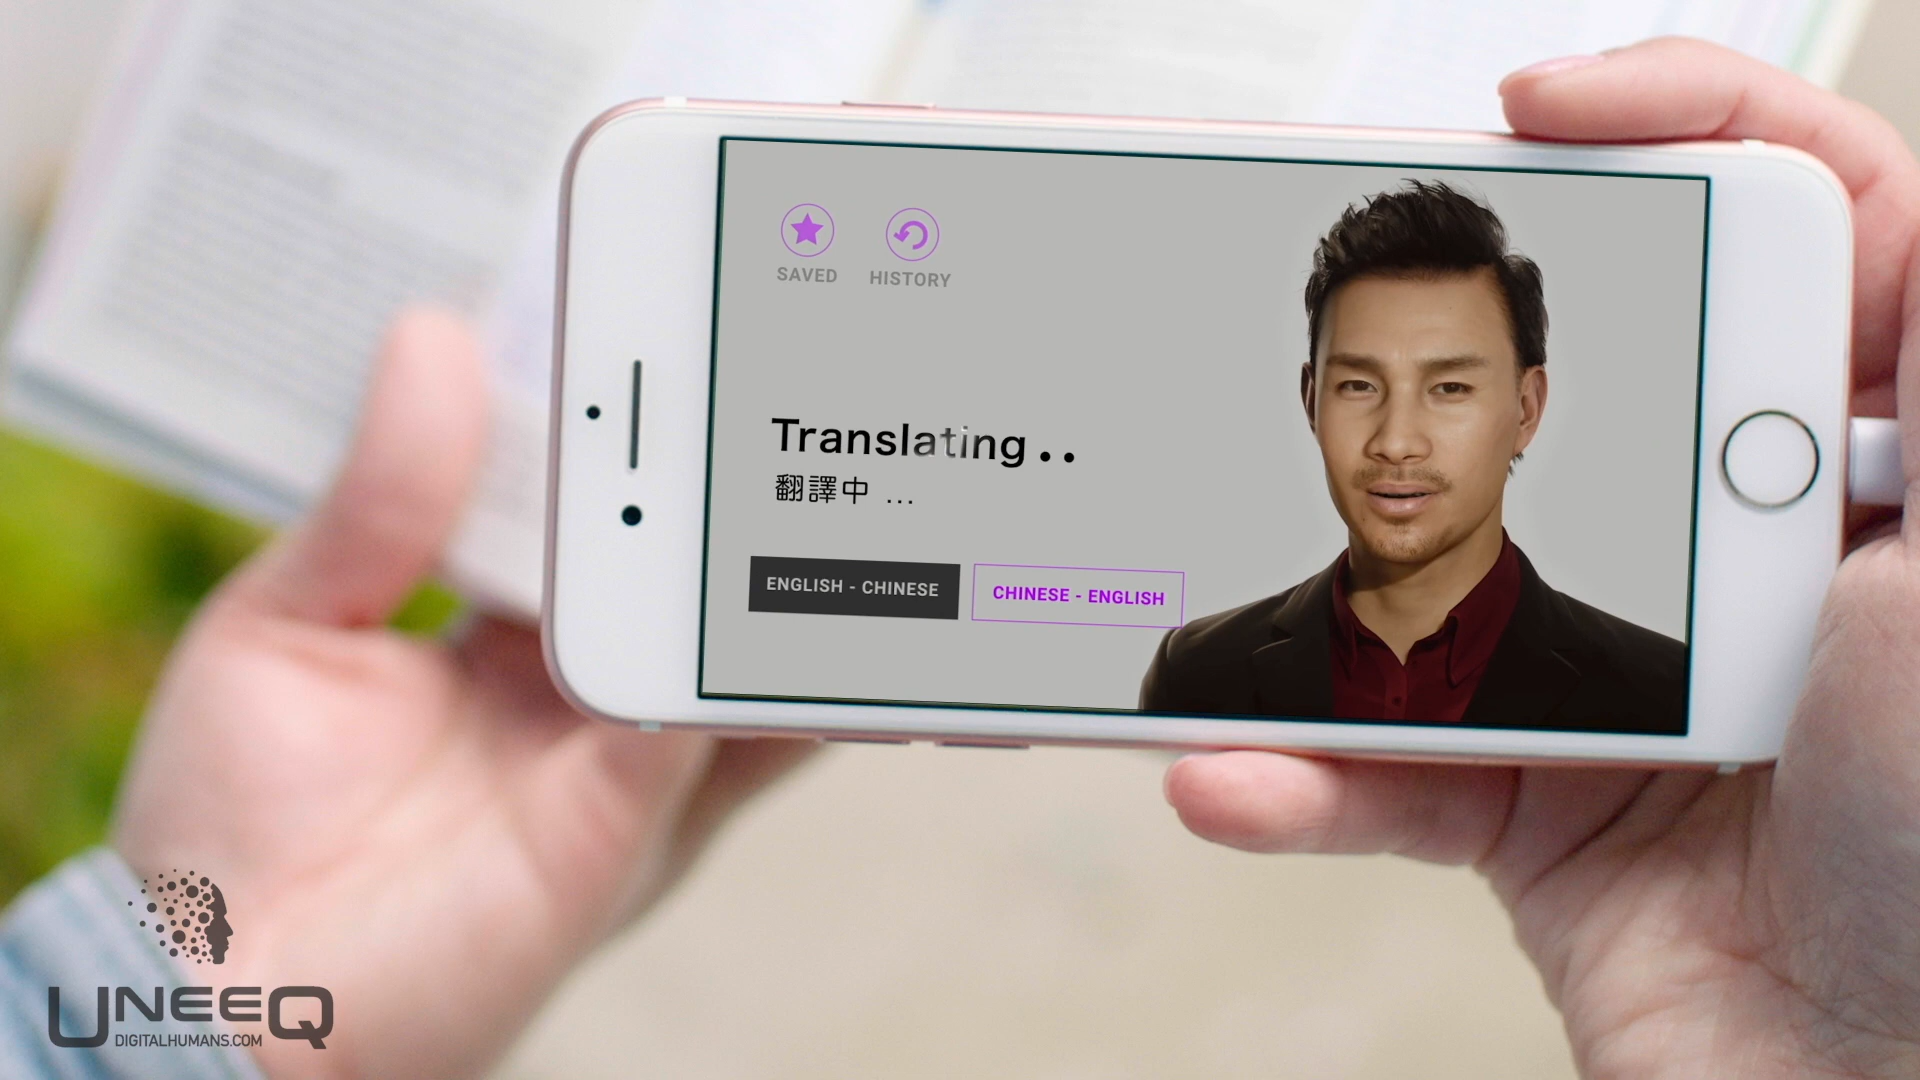 SAVED
HISTORY
Translating..
翻譯中 ...
ENGLISH - CHINESE
CHINESE - ENGLISH
UNEEQ
DIGITALHUMANS.COM